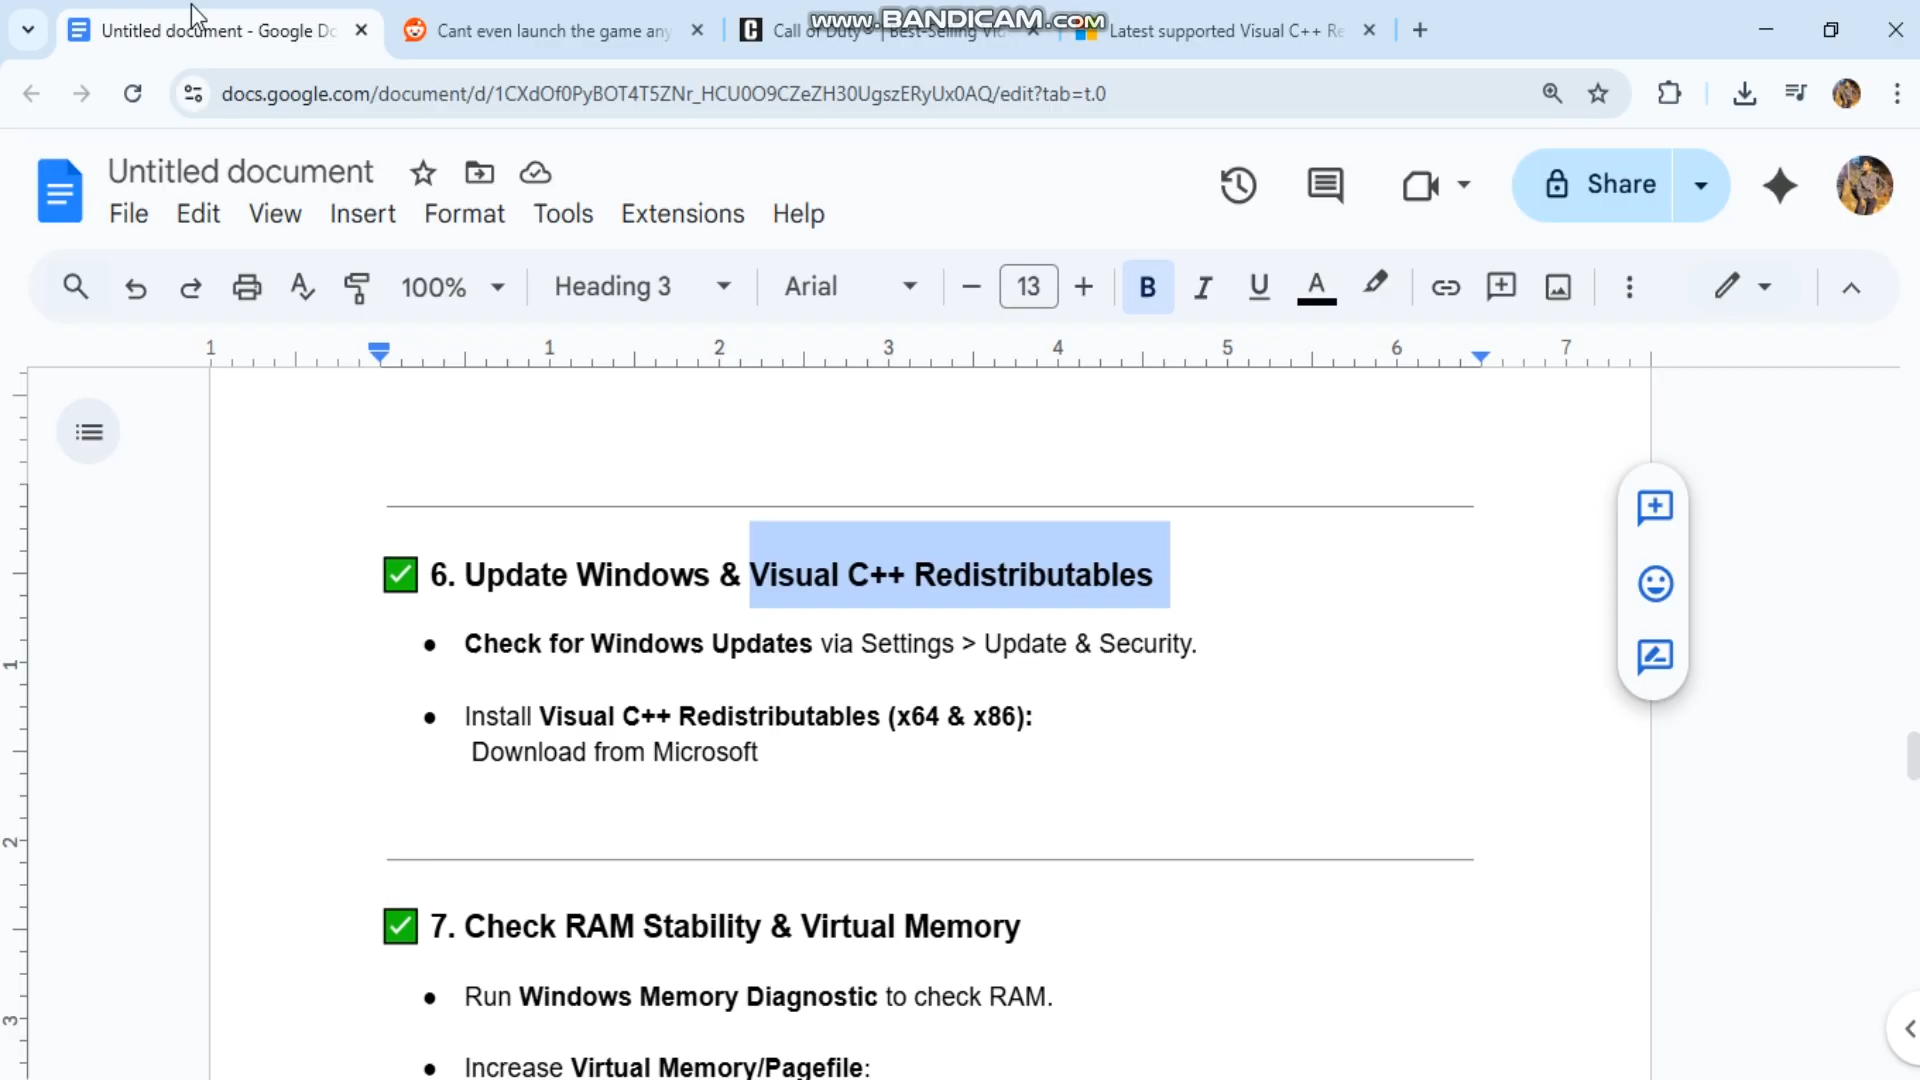 Untitled document - Google Dc
Cant even launch the game any
Call of Duty® | Best-Selling Vid
Latest supported Visual C++ Re
www.BANDICAM.com
docs.google.com/document/d/1CXdOf0PyBOT4T5ZNr_HCU0O9CZeZH30UgszERyUx0AQ/edit?tab=t.0
Untitled document
File Edit View Insert Format Tools Extensions Help
Share
100% Heading 3 Arial 13 B I U A
1 1 2 3 4 5 6 7
6. Update Windows & Visual C++ Redistributables
● Check for Windows Updates via Settings > Update & Security.
● Install Visual C++ Redistributables (x64 & x86):
Download from Microsoft
7. Check RAM Stability & Virtual Memory
● Run Windows Memory Diagnostic to check RAM.
● Increase Virtual Memory/Pagefile:
1
2
3